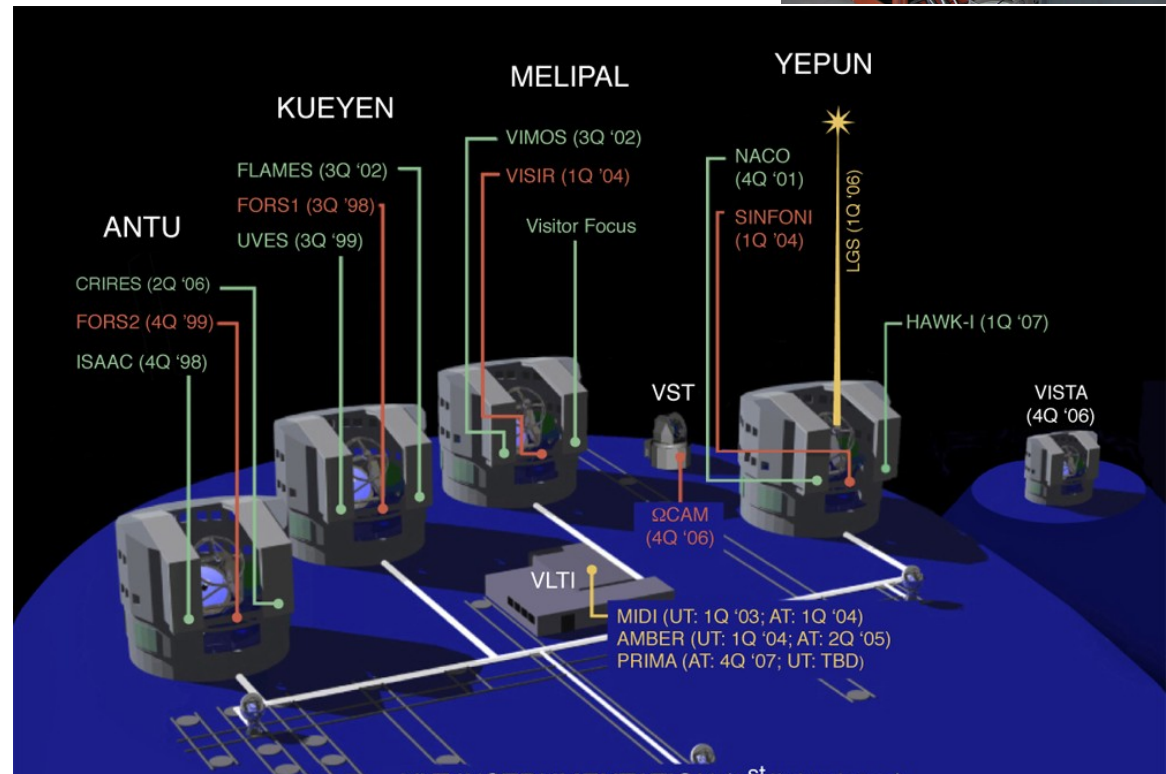 YEPUN
MELIPAL
KUEYEN
ANTU
VIMOS (3Q ‘02)
VISIR (1Q ‘04)
Visitor Focus
NACO
(4Q ‘01)
SINFONI
(1Q ’04)
LGS (1Q ‘06)
HAWK-I (1Q ‘07)
FLAMES (3Q ‘02)
FORS1 (3Q ‘98)
UVES (3Q ‘99)
CRIRES (2Q ‘06)
FORS2 (4Q ‘99)
ISAAC (4Q ‘98)
VST
VISTA
(4Q ‘06)
ΩCAM
(4Q ‘06)
VLTI
MIDI (UT: 1Q ‘03; AT: 1Q ‘04)
AMBER (UT: 1Q ‘04; AT: 2Q ‘05)
PRIMA (AT: 4Q ‘07; UT: TBD)
st